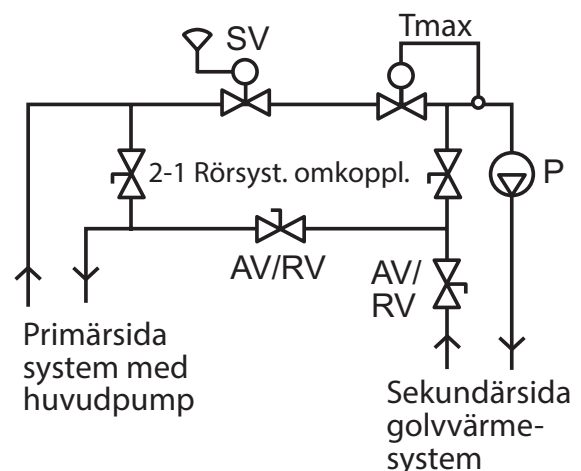 SV
Tmax
2-1 Rörsyst. omkoppl.
P
AV/RV
AV/
RV
Primärsida
system med
huvudpump
Sekundärsida
golvvärme-
system